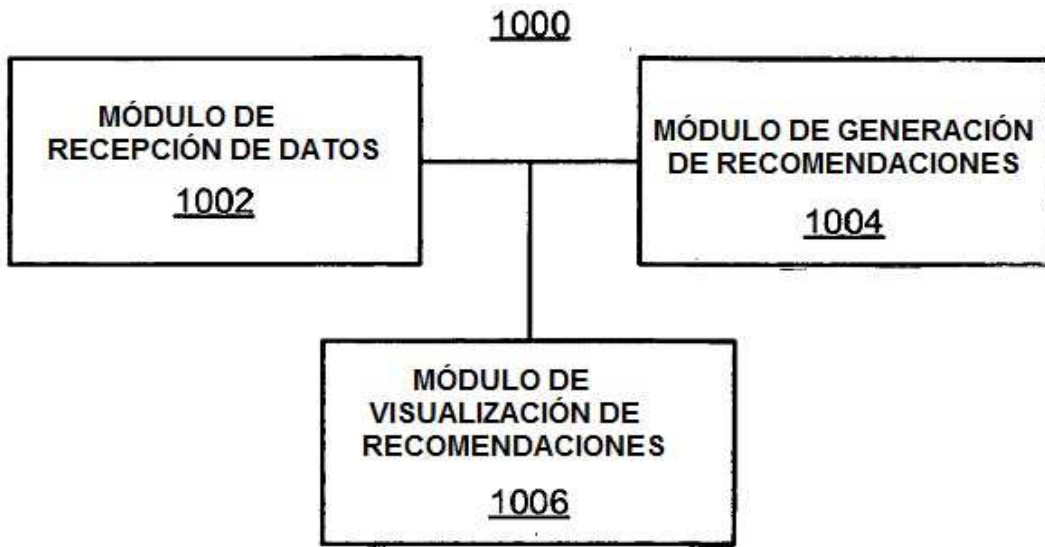 1000
MÓDULO DE
RECEPCIÓN DE DATOS
1002
MÓDULO DE GENERACIÓN
DE RECOMENDACIONES
1004
MÓDULO DE
VISUALIZACIÓN DE
RECOMENDACIONES
1006